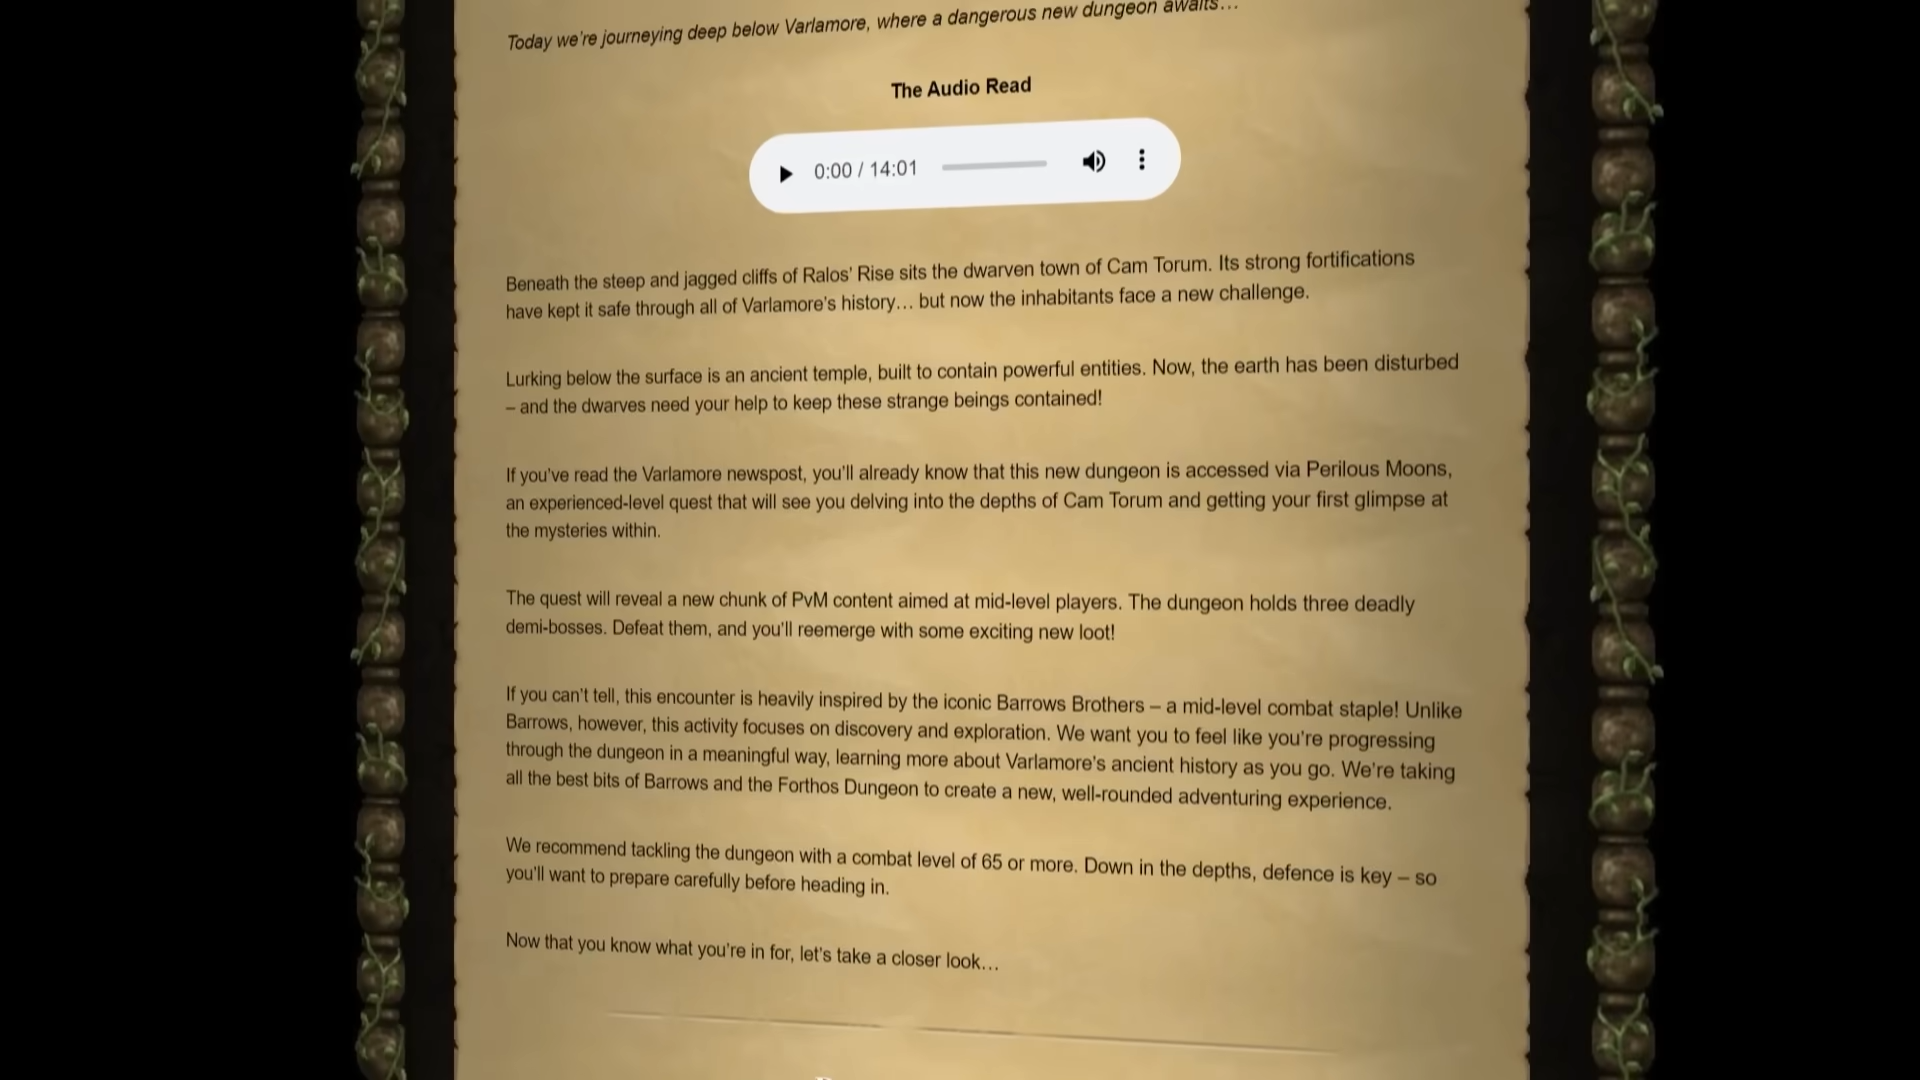 Today we're journeying deep below Varlamore, where a dangerous new dungeon awaits…
The Audio Read
0:00 / 14:01
Beneath the steep and jagged cliffs of Ralos' Rise sits the dwarven town of Cam Torum. Its strong fortifications
have kept it safe through all of Varlamore's history… but now the inhabitants face a new challenge.
Lurking below the surface is an ancient temple, built to contain powerful entities. Now, the earth has been disturbed
– and the dwarves need your help to keep these strange beings contained!
If you've read the Varlamore newspost, you'll already know that this new dungeon is accessed via Perilous Moons,
an experienced-level quest that will see you delving into the depths of Cam Torum and getting your first glimpse at
the mysteries within.
The quest will reveal a new chunk of PvM content aimed at mid-level players. The dungeon holds three deadly
demi-bosses. Defeat them, and you'll reemerge with some exciting new loot!
If you can't tell, this encounter is heavily inspired by the iconic Barrows Brothers – a mid-level combat staple! Unlike
Barrows, however, this activity focuses on discovery and exploration. We want you to feel like you're progressing
through the dungeon in a meaningful way, learning more about Varlamore's ancient history as you go. We're taking
all the best bits of Barrows and the Forthos Dungeon to create a new, well-rounded adventuring experience.
We recommend tackling the dungeon with a combat level of 65 or more. Down in the depths, defence is key – so
you'll want to prepare carefully before heading in.
Now that you know what you're in for, let's take a closer look…